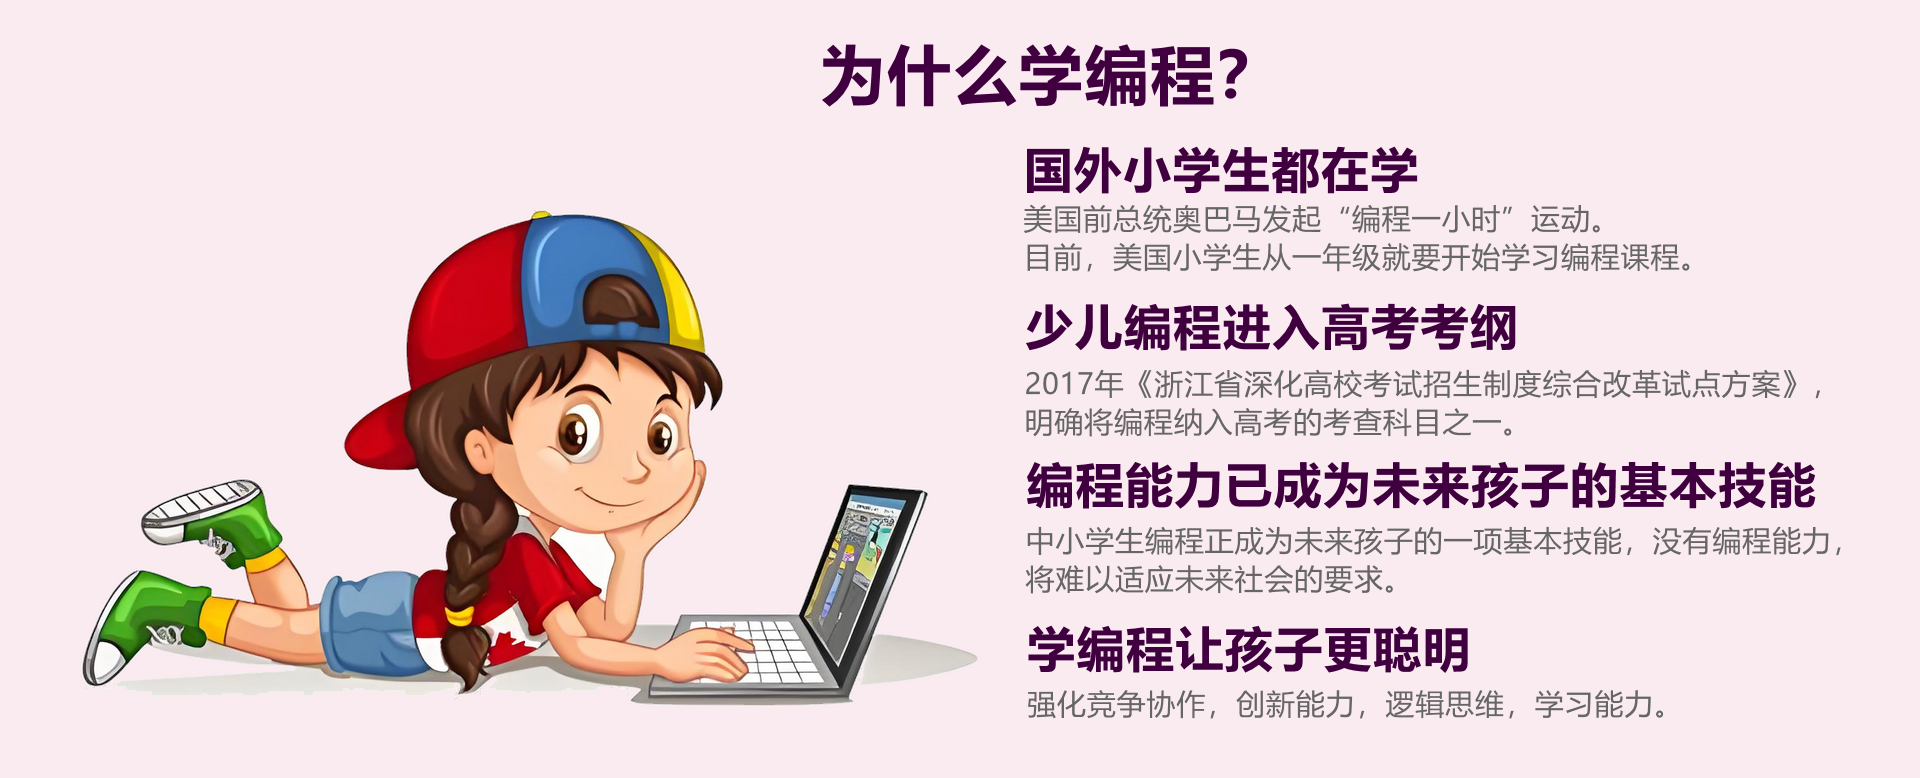 为什么学编程?
国外小学生都在学
美国前总统奥巴马发起“编程一小时”运动。
目前，美国小学生从一年级就要开始学习编程课程。
少儿编程进入高考考纲
2017年《浙江省深化高校考试招生制度综合改革试点方案》，
明确将编程纳入高考的考查科目之一。
编程能力已成为未来孩子的基本技能
中小学生编程正成为未来孩子的一项基本技能，没有编程能力，
将难以适应未来社会的要求。
学编程让孩子更聪明
强化竞争协作，创新能力，逻辑思维，学习能力。